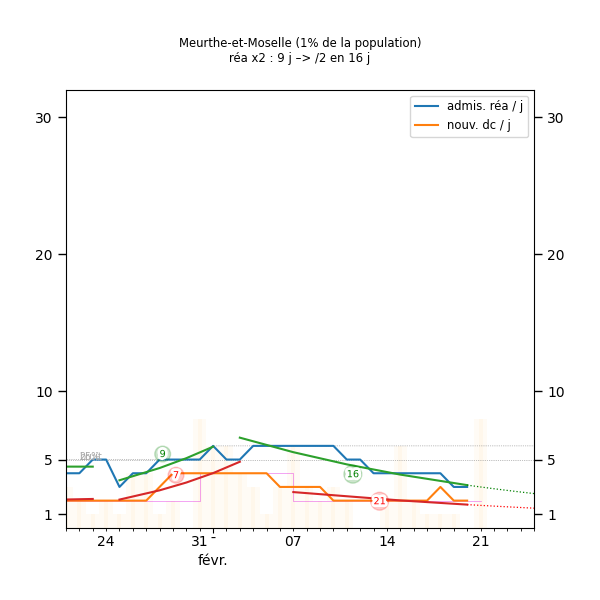 Meurthe-et-Moselle (1% de la population)
réa x2 : 9 j –> /2 en 16 j
admis. réa / j
nouv. dc / j
30 30
20 20
10 10
5 5
1 1
9
7
16
21
24 31 07 14 21
févr.